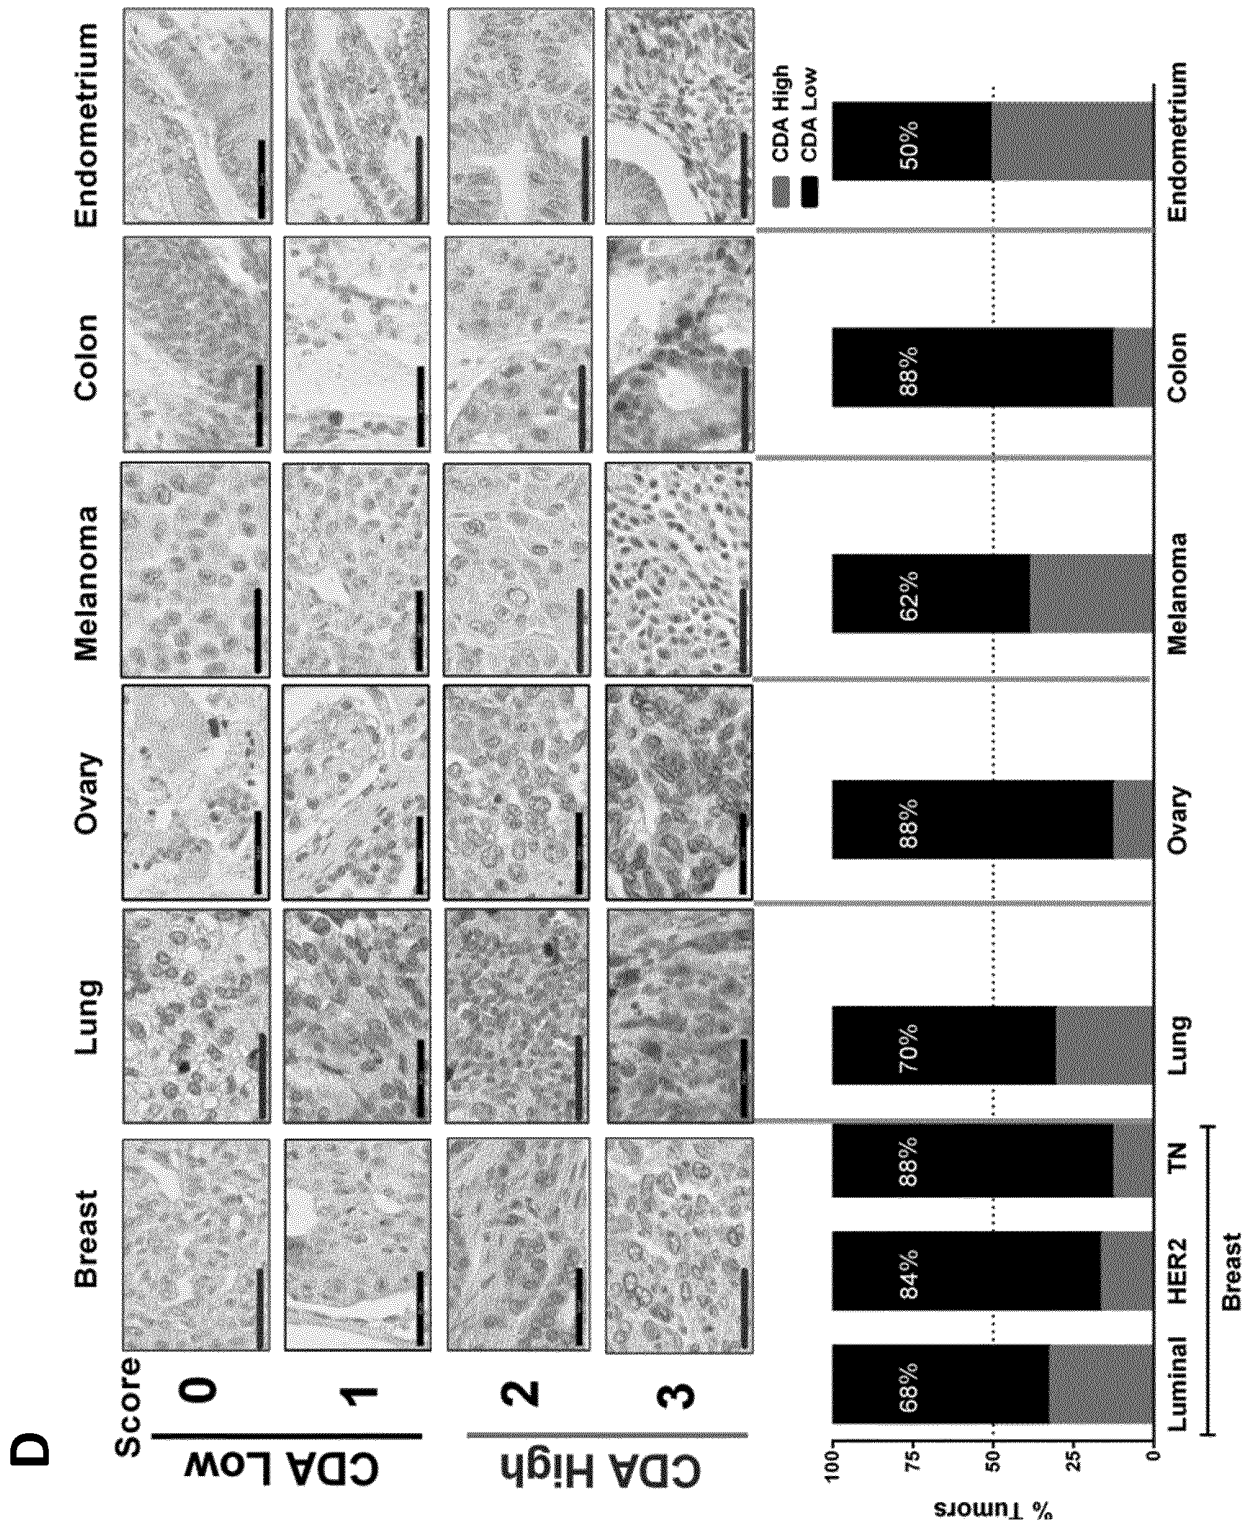 D
Breast Lung Ovary Melanoma Colon Endometrium
Score
CDA Low
0
1
CDA High
2
3
CDA High
CDA Low
% Tumors
100
75
50
25
0
68% 84% 88% 70% 88% 62% 88% 50%
Luminal HER2 TN Lung Ovary Melanoma Colon Endometrium
Breast